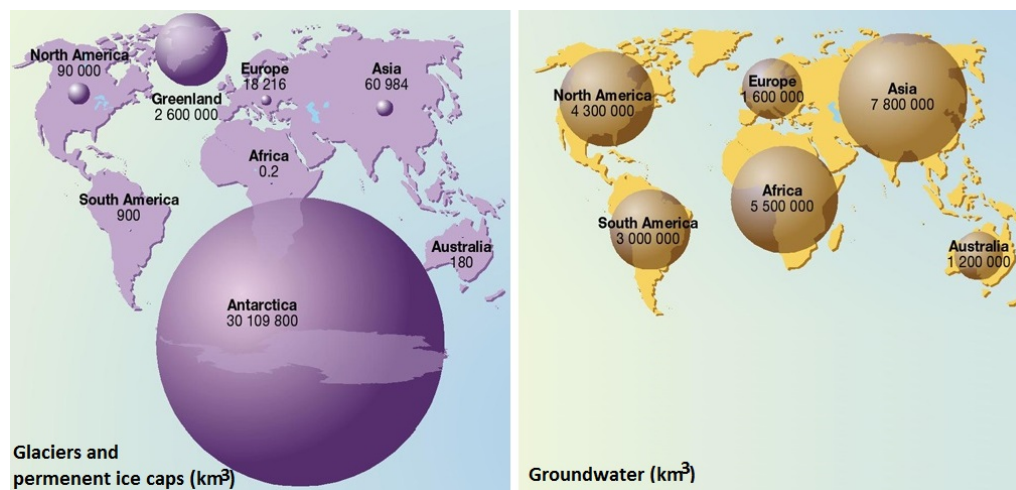 North America
90 000
Greenland
2 600 000
Europe
18 216
Asia
60 984
Africa
0.2
South America
900
Australia
180
Antarctica
30 109 800
Glaciers and
permenent ice caps (km³)
North America
4 300 000
Europe
1 600 000
Asia
7 800 000
Africa
5 500 000
South America
3 000 000
Australia
1 200 000
Groundwater (km³)